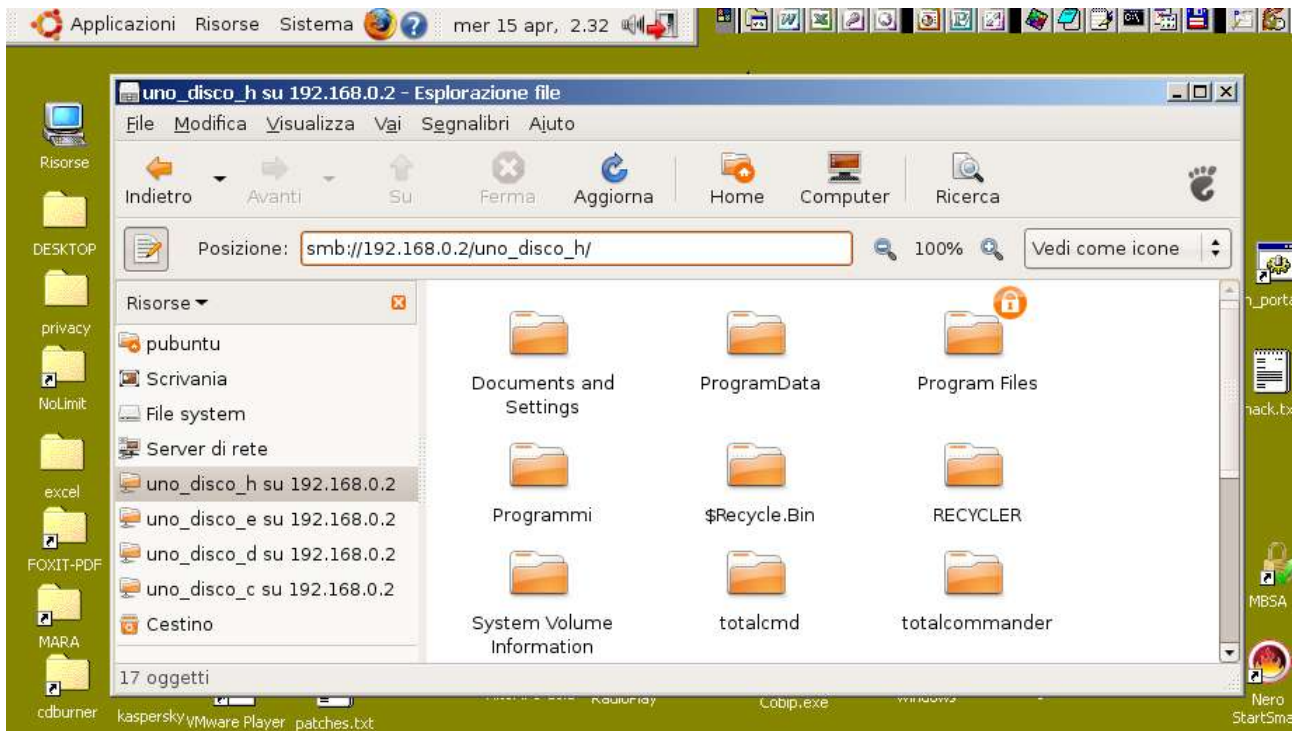 Applicazioni Risorse Sistema mer 15 apr, 2.32
uno_disco_h su 192.168.0.2 - Esplorazione file
File Modifica Visualizza Vai Segnalibri Aiuto
Indietro Avanti Su Ferma Aggiorna Home Computer Ricerca
Posizione: smb://192.168.0.2/uno_disco_h/ 100% Vedi come icone
Risorse
pubuntu
Scrivania
File system
Server di rete
uno_disco_h su 192.168.0.2
uno_disco_e su 192.168.0.2
uno_disco_d su 192.168.0.2
uno_disco_c su 192.168.0.2
Cestino
Documents and
Settings
ProgramData
Program Files
Programmi
$Recycle.Bin
RECYCLER
System Volume
Information
totalcmd
totalcommander
17 oggetti
Risorse
DESKTOP
privacy
NoLimit
excel
FOXIT-PDF
MARA
cdburner
kaspersky
VMware Player
patches.txt
RadioPlay
Cobip.exe
windows
MBSA
Nero